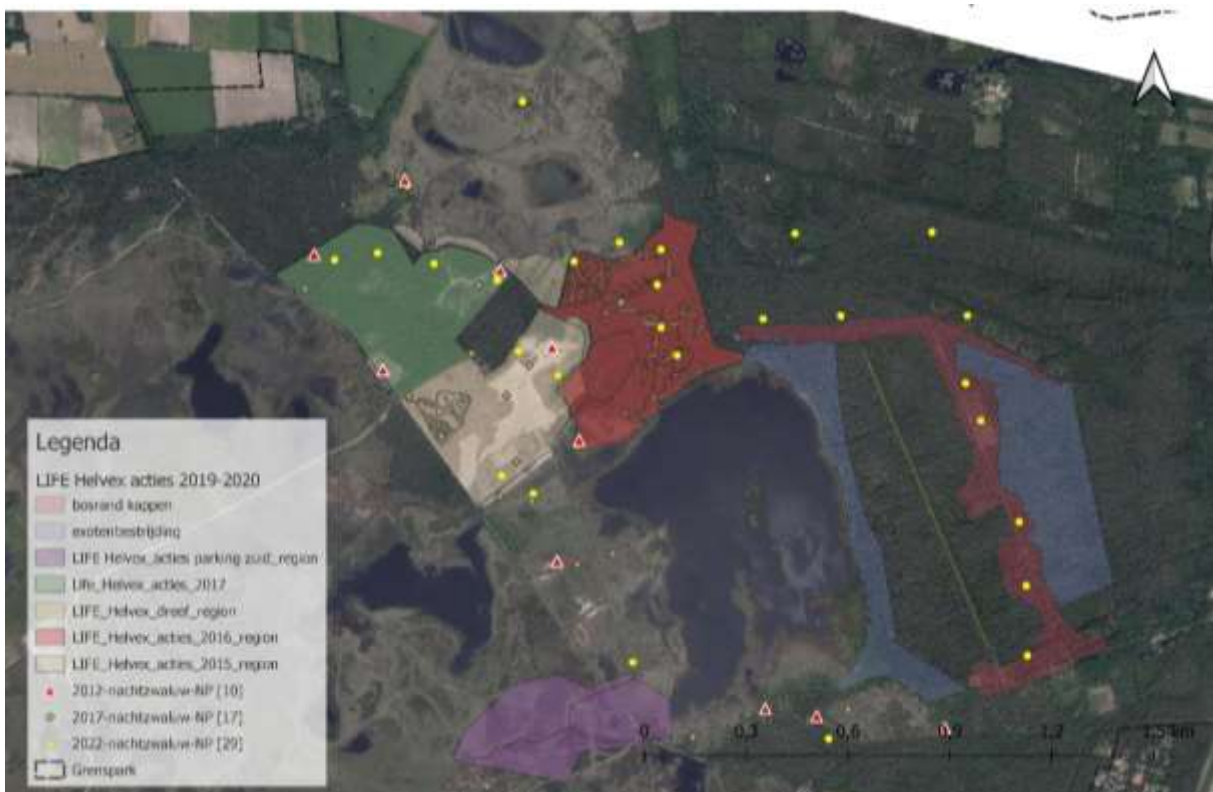 Legenda
LIFE Helvex acties 2019-2020
bosrand kappen
exotenbestrijding
LIFE Helvex_acties parking zuid_region
Life_Helvex_acties_2017
LIFE_Helvex_dreef_region
LIFE_Helvex_acties_2016_region
LIFE_Helvex_acties_2015_region
2012-nachtzwaluw-NP [10]
2017-nachtzwaluw-NP [17]
2022-nachtzwaluw-NP [29]
Grenspark
0 0,3 0,6 0,9 1,2 1,5 km